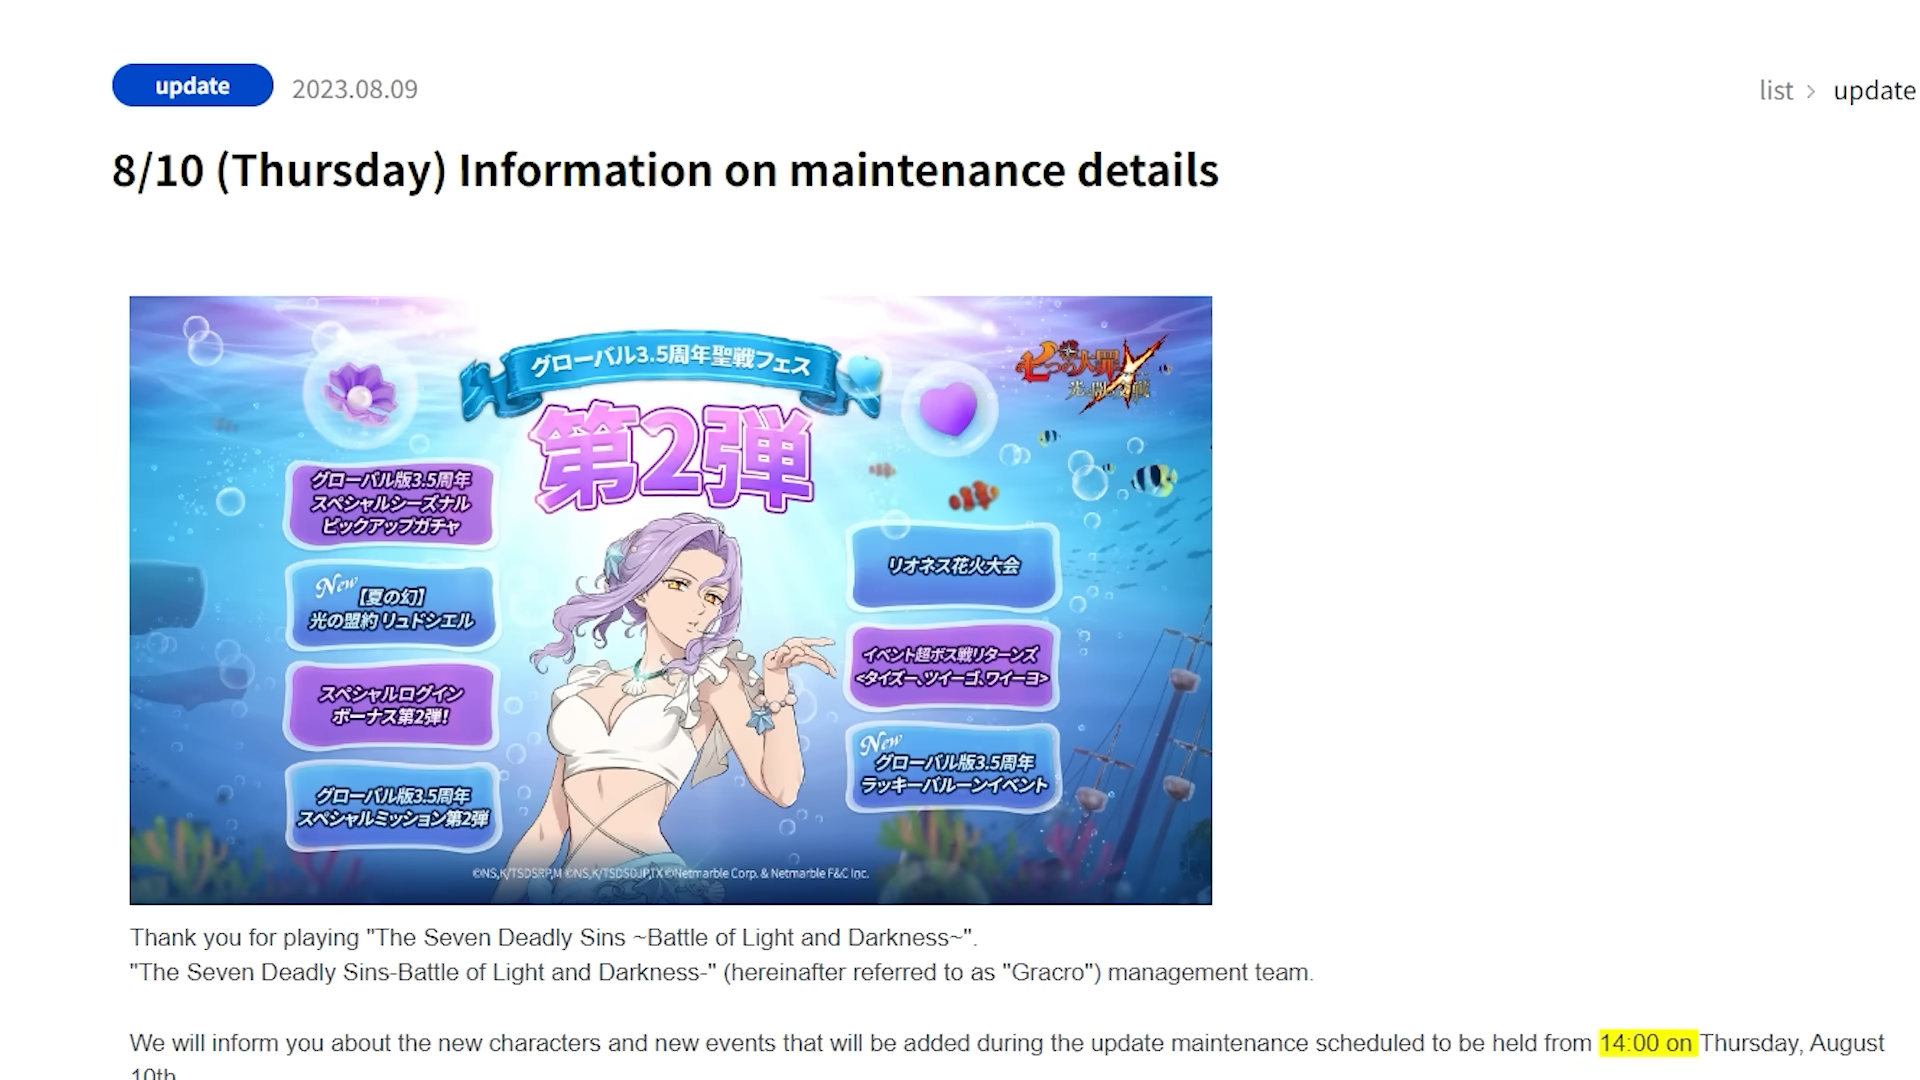 update 2023.08.09
list > update
8/10 (Thursday) Information on maintenance details
グローバル3.5周年聖戦フェス
第2弾
七つの大罪
グローバル版3.5周年
スペシャルシーズナル
ピックアップガチャ
New
【夏の幻】
光の盟約 リュドシエル
スペシャルログイン
ボーナス第2弾!
グローバル版3.5周年
スペシャルミッション第2弾
リオネス花火大会
イベント超ボス戦リターンズ
<タイズー、ツイーゴ、ワイーヨ>
New
グローバル版3.5周年
ラッキーバルーンイベント
©NS,K/TSDSRP,M ©NS,K/TSDSDJP,TX ©Netmarble Corp. & Netmarble F&C Inc.
Thank you for playing "The Seven Deadly Sins ~Battle of Light and Darkness~".
"The Seven Deadly Sins-Battle of Light and Darkness-" (hereinafter referred to as "Gracro") management team.
We will inform you about the new characters and new events that will be added during the update maintenance scheduled to be held from 14:00 on Thursday, August
10th